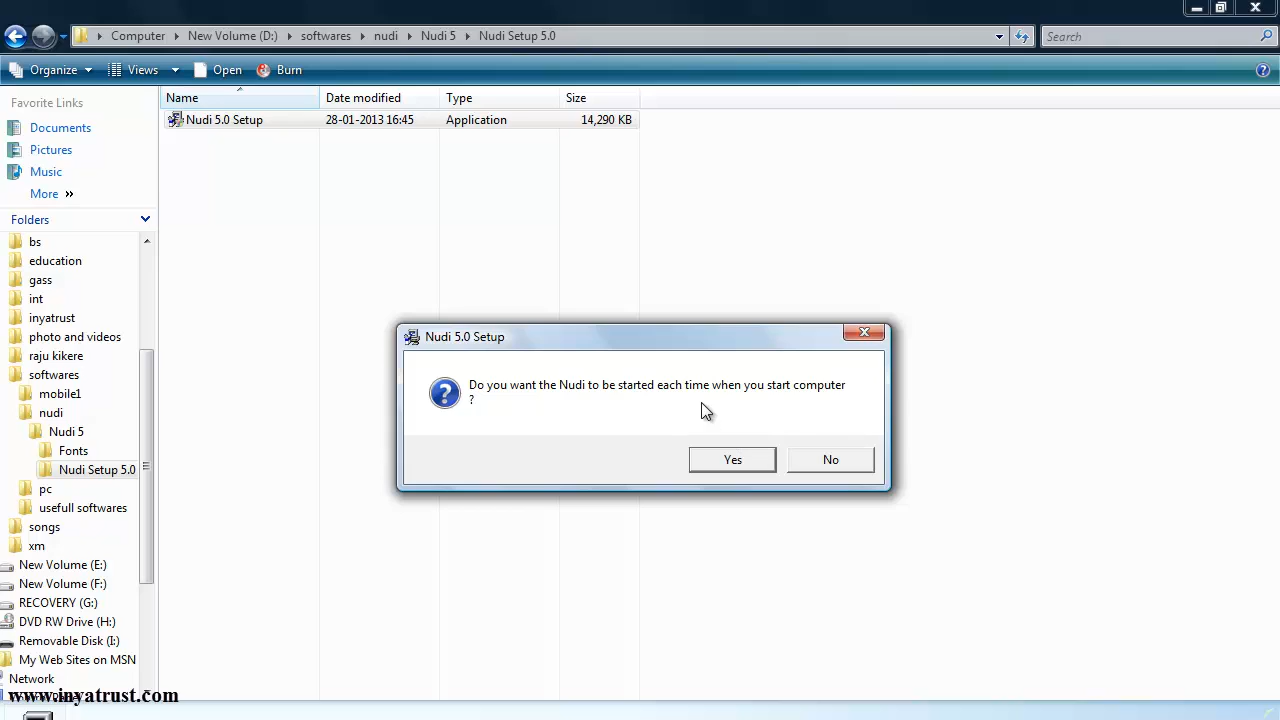 Computer New Volume (D:) softwares nudi Nudi 5 Nudi Setup 5.0
Search
Organize Views Open Burn
Favorite Links
Documents
Pictures
Music
More »
Folders
bs
education
gass
int
inyatrust
photo and videos
raju kikere
softwares
mobile1
nudi
Nudi 5
Fonts
Nudi Setup 5.0
pc
usefull softwares
songs
xm
New Volume (E:)
New Volume (F:)
RECOVERY (G:)
DVD RW Drive (H:)
Removable Disk (I:)
My Web Sites on MSN
Network
www.inyatrust.com
Name Date modified Type Size
Nudi 5.0 Setup 28-01-2013 16:45 Application 14,290 KB
Nudi 5.0 Setup
Do you want the Nudi to be started each time when you start computer
?
Yes No